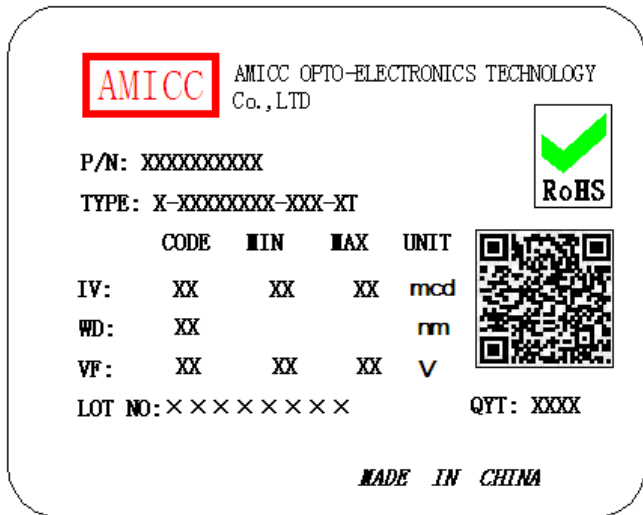 AMICC
AMICC OPTO-ELECTRONICS TECHNOLOGY
Co.,LTD
P/N: XXXXXXXXXX
RoHS
TYPE: X-XXXXXXXX-XXX-XT
CODE MIN MAX UNIT
IV: XX XX XX mcd
WD: XX nm
VF: XX XX XX V
LOT NO:×××××××× QYT: XXXX
MADE IN CHINA